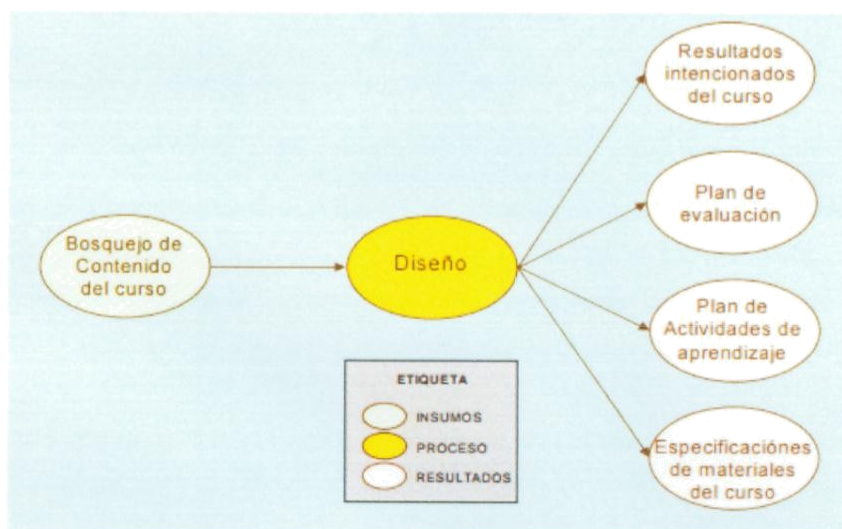 Bosquejo de
Contenido
del curso
Diseño
Resultados
intencionados
del curso
Plan de
evaluación
Plan de
Actividades de
aprendizaje
Especificaciónes
de materiales
del curso
ETIQUETA
INSUMOS
PROCESO
RESULTADOS